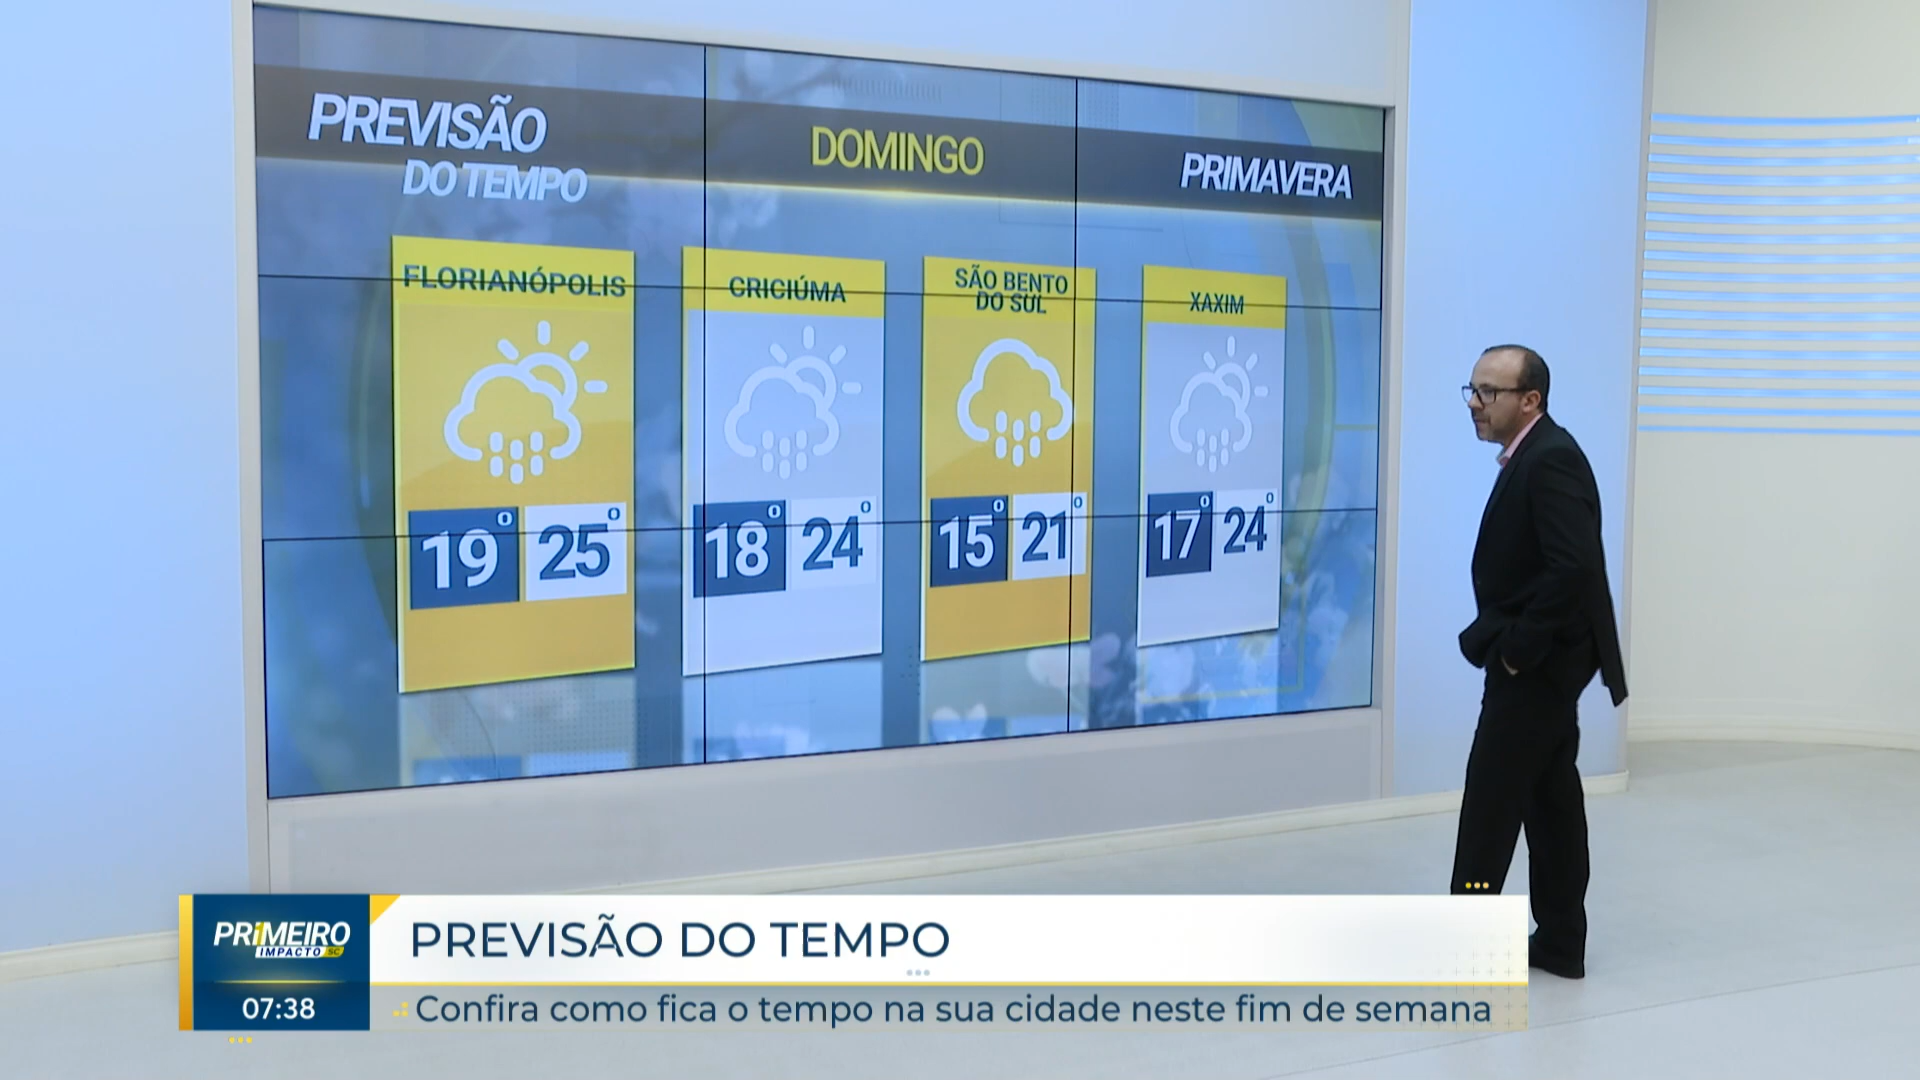 PREVISÃO
DO TEMPO
DOMINGO
PRIMAVERA
FLORIANÓPOLIS
19° 25°
CRICIÚMA
18° 24°
SÃO BENTO
DO SUL
15° 21°
XAXIM
17° 24°
PRiMEIRO
IMPACTO SC
07:38
PREVISÃO DO TEMPO
Confira como fica o tempo na sua cidade neste fim de semana